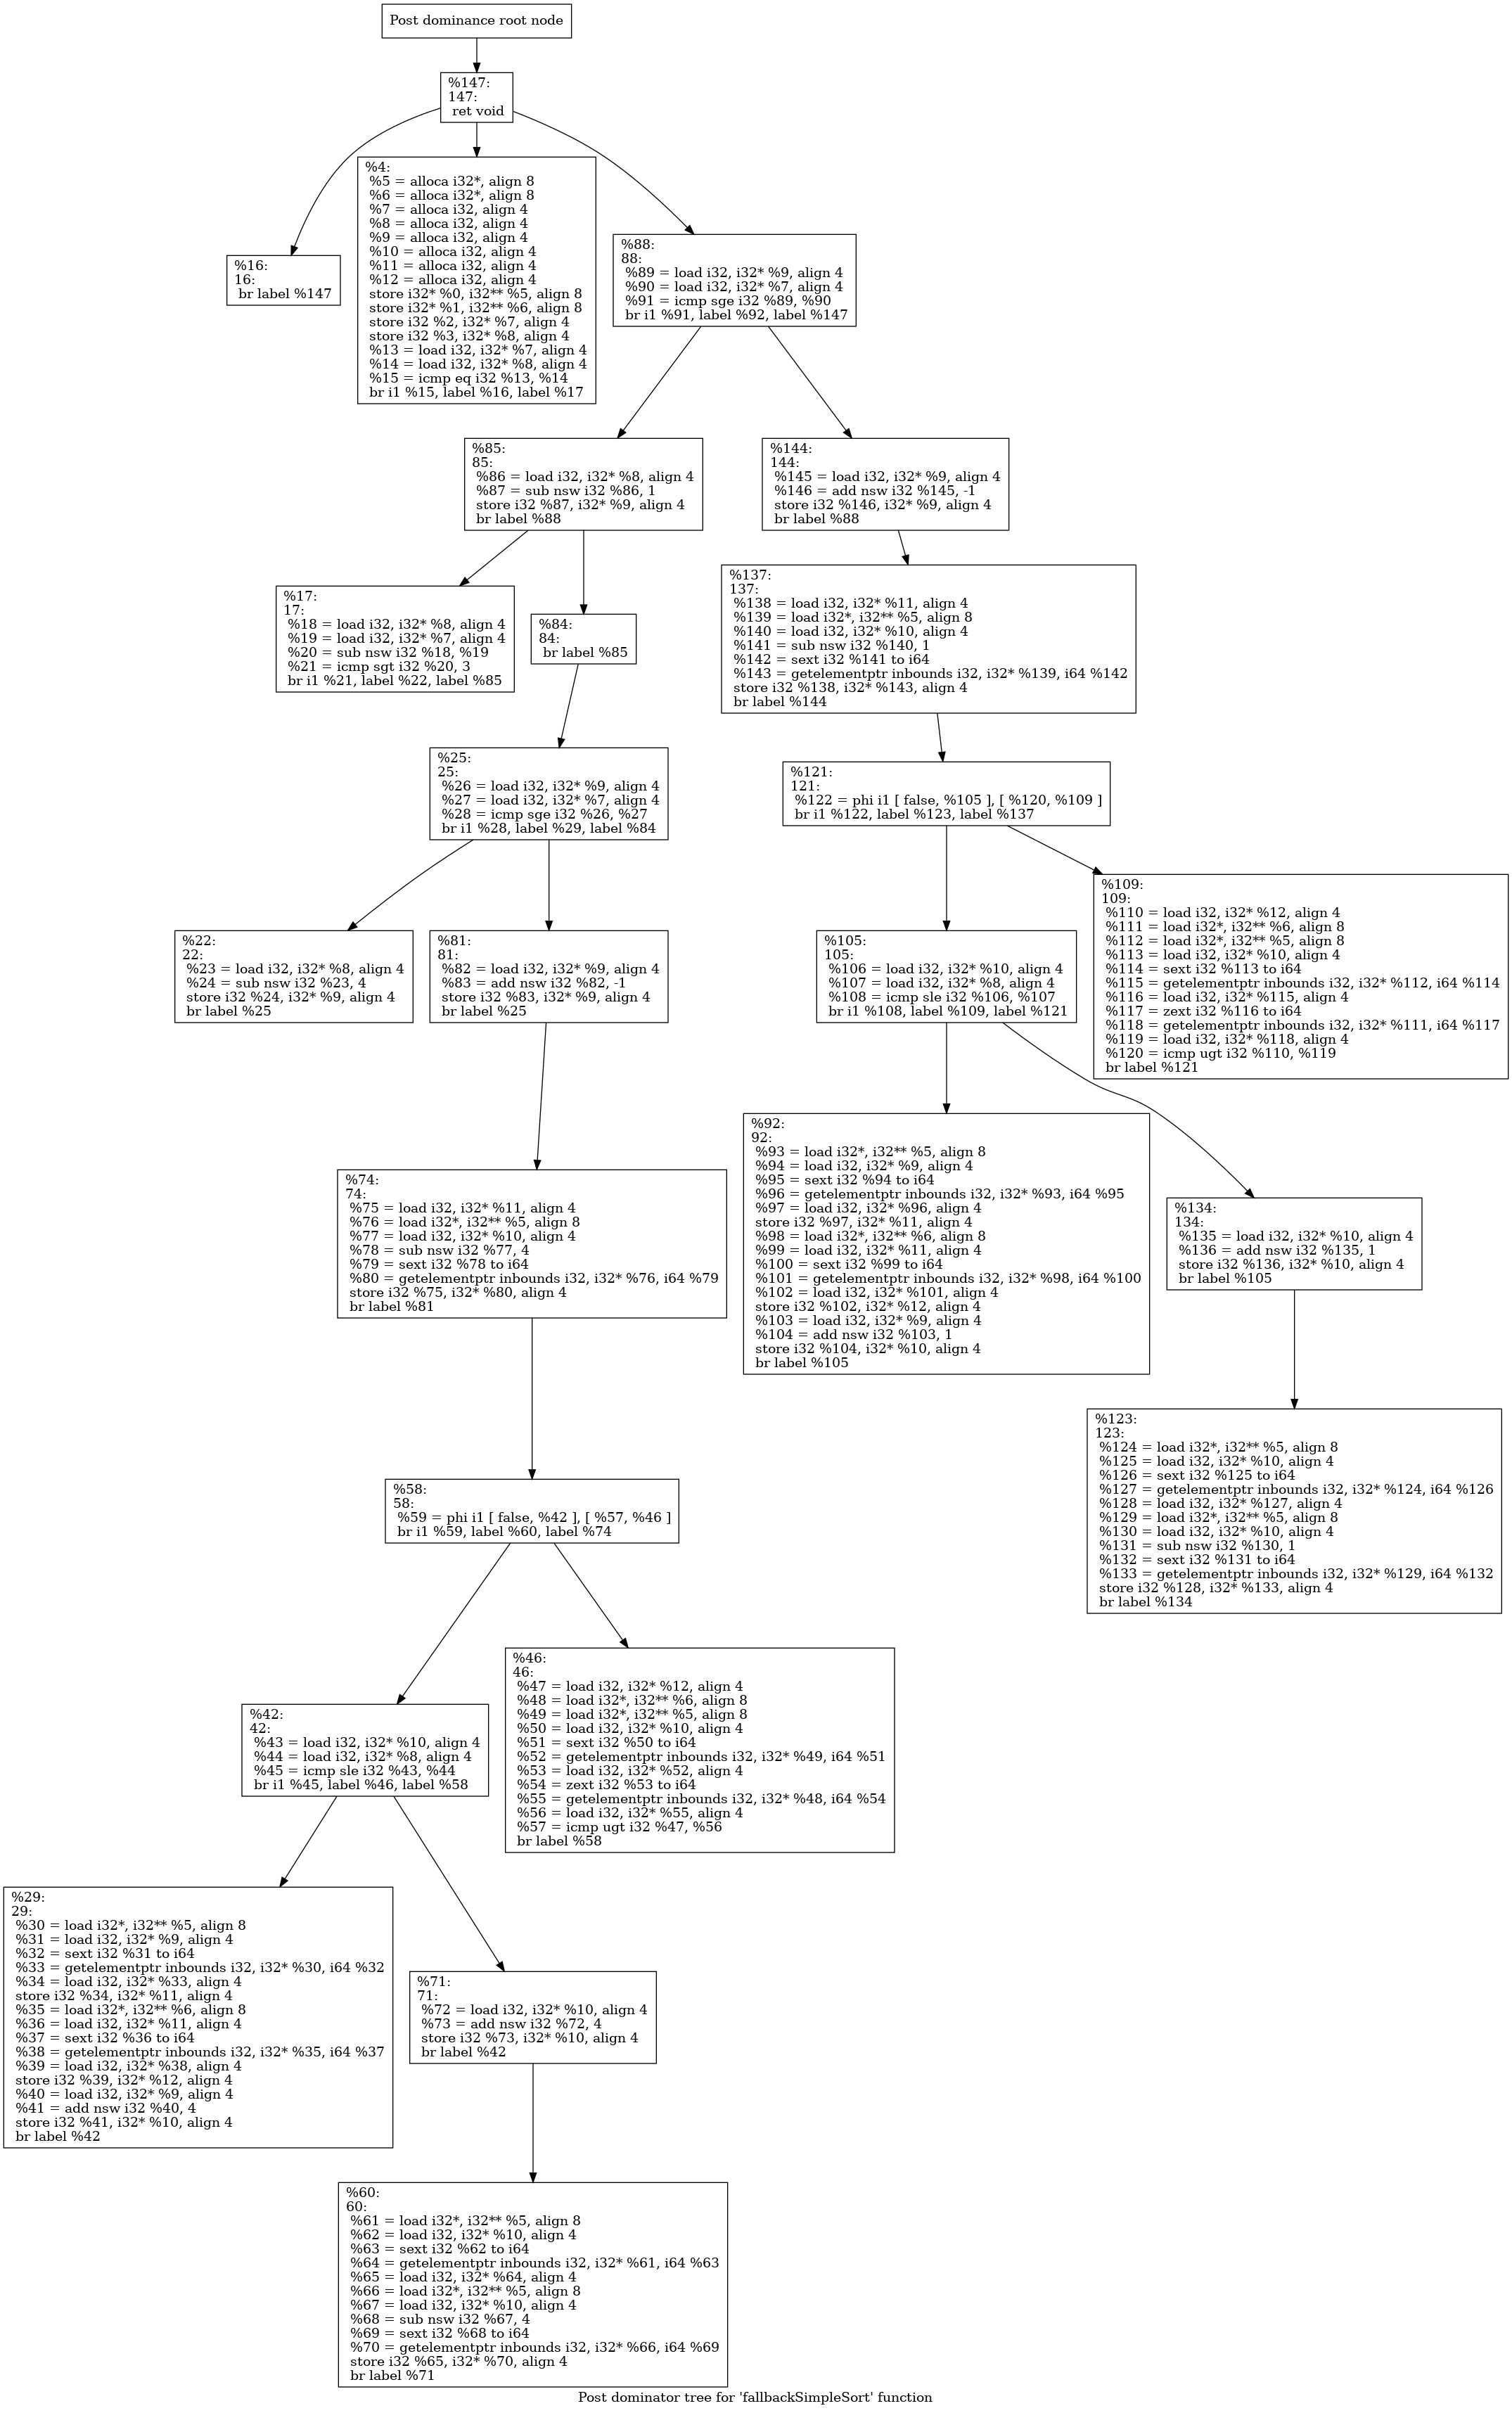 Post dominance root node
%147:
147:
ret void
%16:
16:
br label %147
%4:
%5 = alloca i32*, align 8
%6 = alloca i32*, align 8
%7 = alloca i32, align 4
%8 = alloca i32, align 4
%9 = alloca i32, align 4
%10 = alloca i32, align 4
%11 = alloca i32, align 4
%12 = alloca i32, align 4
store i32* %0, i32** %5, align 8
store i32* %1, i32** %6, align 8
store i32 %2, i32* %7, align 4
store i32 %3, i32* %8, align 4
%13 = load i32, i32* %7, align 4
%14 = load i32, i32* %8, align 4
%15 = icmp eq i32 %13, %14
br i1 %15, label %16, label %17
%88:
88:
%89 = load i32, i32* %9, align 4
%90 = load i32, i32* %7, align 4
%91 = icmp sge i32 %89, %90
br i1 %91, label %92, label %147
%85:
85:
%86 = load i32, i32* %8, align 4
%87 = sub nsw i32 %86, 1
store i32 %87, i32* %9, align 4
br label %88
%144:
144:
%145 = load i32, i32* %9, align 4
%146 = add nsw i32 %145, -1
store i32 %146, i32* %9, align 4
br label %88
%17:
17:
%18 = load i32, i32* %8, align 4
%19 = load i32, i32* %7, align 4
%20 = sub nsw i32 %18, %19
%21 = icmp sgt i32 %20, 3
br i1 %21, label %22, label %85
%84:
84:
br label %85
%137:
137:
%138 = load i32, i32* %11, align 4
%139 = load i32*, i32** %5, align 8
%140 = load i32, i32* %10, align 4
%141 = sub nsw i32 %140, 1
%142 = sext i32 %141 to i64
%143 = getelementptr inbounds i32, i32* %139, i64 %142
store i32 %138, i32* %143, align 4
br label %144
%25:
25:
%26 = load i32, i32* %9, align 4
%27 = load i32, i32* %7, align 4
%28 = icmp sge i32 %26, %27
br i1 %28, label %29, label %84
%121:
121:
%122 = phi i1 [ false, %105 ], [ %120, %109 ]
br i1 %122, label %123, label %137
%22:
22:
%23 = load i32, i32* %8, align 4
%24 = sub nsw i32 %23, 4
store i32 %24, i32* %9, align 4
br label %25
%81:
81:
%82 = load i32, i32* %9, align 4
%83 = add nsw i32 %82, -1
store i32 %83, i32* %9, align 4
br label %25
%105:
105:
%106 = load i32, i32* %10, align 4
%107 = load i32, i32* %8, align 4
%108 = icmp sle i32 %106, %107
br i1 %108, label %109, label %121
%109:
109:
%110 = load i32, i32* %12, align 4
%111 = load i32*, i32** %6, align 8
%112 = load i32*, i32** %5, align 8
%113 = load i32, i32* %10, align 4
%114 = sext i32 %113 to i64
%115 = getelementptr inbounds i32, i32* %112, i64 %114
%116 = load i32, i32* %115, align 4
%117 = zext i32 %116 to i64
%118 = getelementptr inbounds i32, i32* %111, i64 %117
%119 = load i32, i32* %118, align 4
%120 = icmp ugt i32 %110, %119
br label %121
%74:
74:
%75 = load i32, i32* %11, align 4
%76 = load i32*, i32** %5, align 8
%77 = load i32, i32* %10, align 4
%78 = sub nsw i32 %77, 4
%79 = sext i32 %78 to i64
%80 = getelementptr inbounds i32, i32* %76, i64 %79
store i32 %75, i32* %80, align 4
br label %81
%92:
92:
%93 = load i32*, i32** %5, align 8
%94 = load i32, i32* %9, align 4
%95 = sext i32 %94 to i64
%96 = getelementptr inbounds i32, i32* %93, i64 %95
%97 = load i32, i32* %96, align 4
store i32 %97, i32* %11, align 4
%98 = load i32*, i32** %6, align 8
%99 = load i32, i32* %11, align 4
%100 = sext i32 %99 to i64
%101 = getelementptr inbounds i32, i32* %98, i64 %100
%102 = load i32, i32* %101, align 4
store i32 %102, i32* %12, align 4
%103 = load i32, i32* %9, align 4
%104 = add nsw i32 %103, 1
store i32 %104, i32* %10, align 4
br label %105
%134:
134:
%135 = load i32, i32* %10, align 4
%136 = add nsw i32 %135, 1
store i32 %136, i32* %10, align 4
br label %105
%123:
123:
%124 = load i32*, i32** %5, align 8
%125 = load i32, i32* %10, align 4
%126 = sext i32 %125 to i64
%127 = getelementptr inbounds i32, i32* %124, i64 %126
%128 = load i32, i32* %127, align 4
%129 = load i32*, i32** %5, align 8
%130 = load i32, i32* %10, align 4
%131 = sub nsw i32 %130, 1
%132 = sext i32 %131 to i64
%133 = getelementptr inbounds i32, i32* %129, i64 %132
store i32 %128, i32* %133, align 4
br label %134
%58:
58:
%59 = phi i1 [ false, %42 ], [ %57, %46 ]
br i1 %59, label %60, label %74
%42:
42:
%43 = load i32, i32* %10, align 4
%44 = load i32, i32* %8, align 4
%45 = icmp sle i32 %43, %44
br i1 %45, label %46, label %58
%46:
46:
%47 = load i32, i32* %12, align 4
%48 = load i32*, i32** %6, align 8
%49 = load i32*, i32** %5, align 8
%50 = load i32, i32* %10, align 4
%51 = sext i32 %50 to i64
%52 = getelementptr inbounds i32, i32* %49, i64 %51
%53 = load i32, i32* %52, align 4
%54 = zext i32 %53 to i64
%55 = getelementptr inbounds i32, i32* %48, i64 %54
%56 = load i32, i32* %55, align 4
%57 = icmp ugt i32 %47, %56
br label %58
%29:
29:
%30 = load i32*, i32** %5, align 8
%31 = load i32, i32* %9, align 4
%32 = sext i32 %31 to i64
%33 = getelementptr inbounds i32, i32* %30, i64 %32
%34 = load i32, i32* %33, align 4
store i32 %34, i32* %11, align 4
%35 = load i32*, i32** %6, align 8
%36 = load i32, i32* %11, align 4
%37 = sext i32 %36 to i64
%38 = getelementptr inbounds i32, i32* %35, i64 %37
%39 = load i32, i32* %38, align 4
store i32 %39, i32* %12, align 4
%40 = load i32, i32* %9, align 4
%41 = add nsw i32 %40, 4
store i32 %41, i32* %10, align 4
br label %42
%71:
71:
%72 = load i32, i32* %10, align 4
%73 = add nsw i32 %72, 4
store i32 %73, i32* %10, align 4
br label %42
%60:
60:
%61 = load i32*, i32** %5, align 8
%62 = load i32, i32* %10, align 4
%63 = sext i32 %62 to i64
%64 = getelementptr inbounds i32, i32* %61, i64 %63
%65 = load i32, i32* %64, align 4
%66 = load i32*, i32** %5, align 8
%67 = load i32, i32* %10, align 4
%68 = sub nsw i32 %67, 4
%69 = sext i32 %68 to i64
%70 = getelementptr inbounds i32, i32* %66, i64 %69
store i32 %65, i32* %70, align 4
br label %71
Post dominator tree for 'fallbackSimpleSort' function